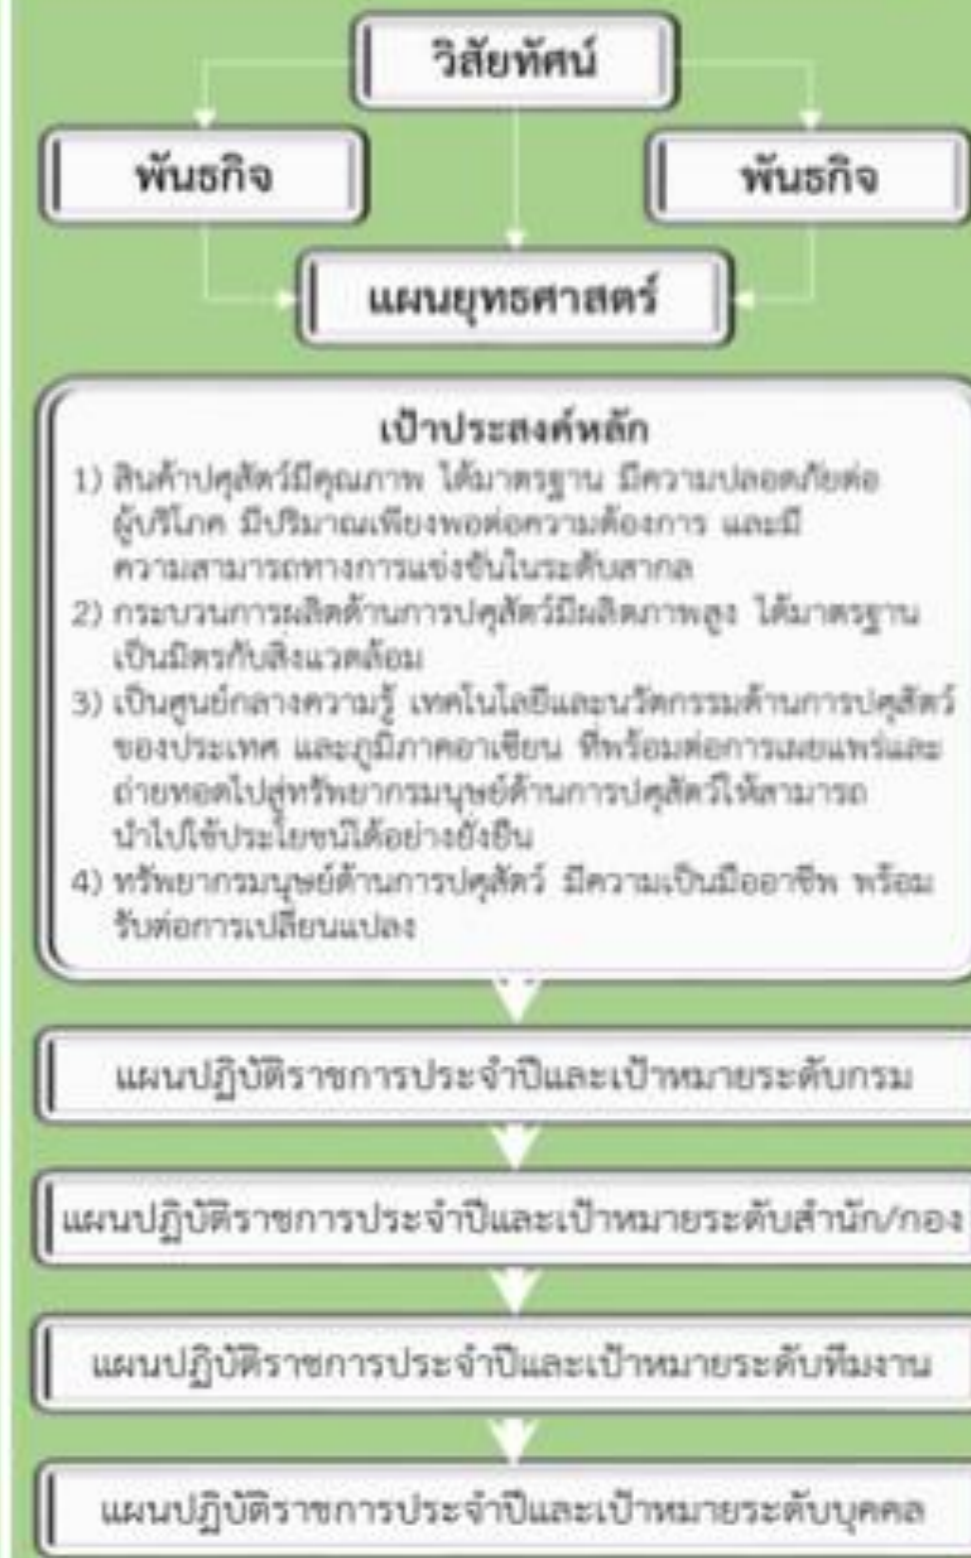 วิสัยทัศน์
พันธกิจ
พันธกิจ
แผนยุทธศาสตร์
เป้าประสงค์หลัก
1) สินค้าปศุสัตว์มีคุณภาพ ได้มาตรฐาน มีความปลอดภัยต่อ
ผู้บริโภค มีปริมาณเพียงพอต่อความต้องการ และมี
ความสามารถทางการแข่งขันในระดับสากล
2) กระบวนการผลิตด้านการปศุสัตว์มีผลิตภาพสูง ได้มาตรฐาน
เป็นมิตรกับสิ่งแวดล้อม
3) เป็นศูนย์กลางความรู้ เทคโนโลยีและนวัตกรรมด้านการปศุสัตว์
ของประเทศ และภูมิภาคอาเซียน ที่พร้อมต่อการเผยแพร่และ
ถ่ายทอดไปสู่ทรัพยากรมนุษย์ด้านการปศุสัตว์ให้สามารถ
นำไปใช้ประโยชน์ได้อย่างยั่งยืน
4) ทรัพยากรมนุษย์ด้านการปศุสัตว์ มีความเป็นมืออาชีพ พร้อม
รับต่อการเปลี่ยนแปลง
แผนปฏิบัติราชการประจำปีและเป้าหมายระดับกรม
แผนปฏิบัติราชการประจำปีและเป้าหมายระดับสำนัก/กอง
แผนปฏิบัติราชการประจำปีและเป้าหมายระดับทีมงาน
แผนปฏิบัติราชการประจำปีและเป้าหมายระดับบุคคล